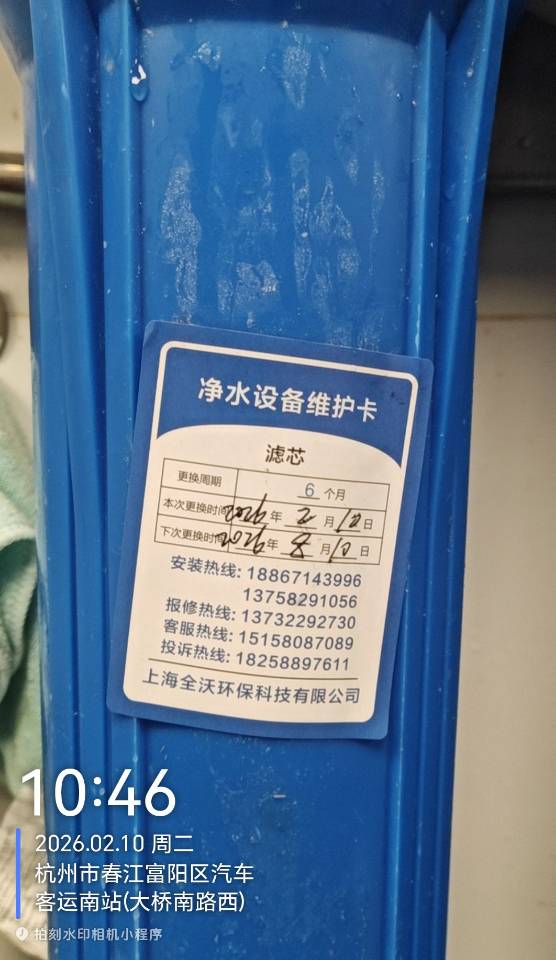 净水设备维护卡
滤芯
更换周期 6 个月
本次更换时间 2026 年 2 月 10 日
下次更换时间 2026 年 8 月 10 日
安装热线: 18867143996
13758291056
报修热线: 13732292730
客服热线: 15158087089
投诉热线: 18258897611
上海全沃环保科技有限公司
10:46
2026.02.10 周二
杭州市春江富阳区汽车
客运南站(大桥南路西)
拍刻水印相机小程序